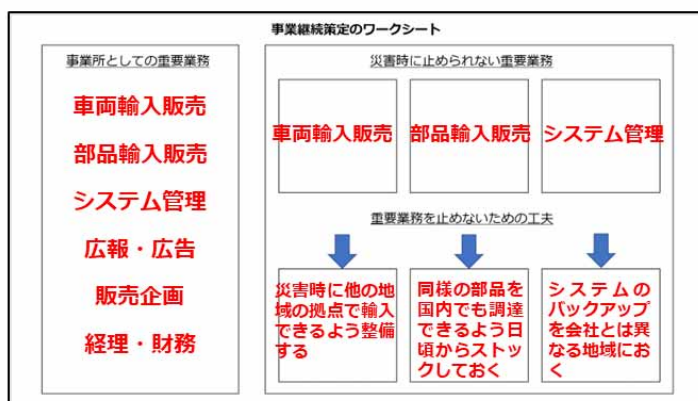 事業継続策定のワークシート
事業所としての重要業務
車両輸入販売
部品輸入販売
システム管理
広報・広告
販売企画
経理・財務
災害時に止められない重要業務
車両輸入販売
部品輸入販売
システム管理
重要業務を止めないための工夫
災害時に他の地
域の拠点で輸入
できるよう整備
する
同様の部品を
国内でも調達
できるよう日
頃からストッ
クしておく
システムの
バックアップ
を会社とは異
なる地域にお
く